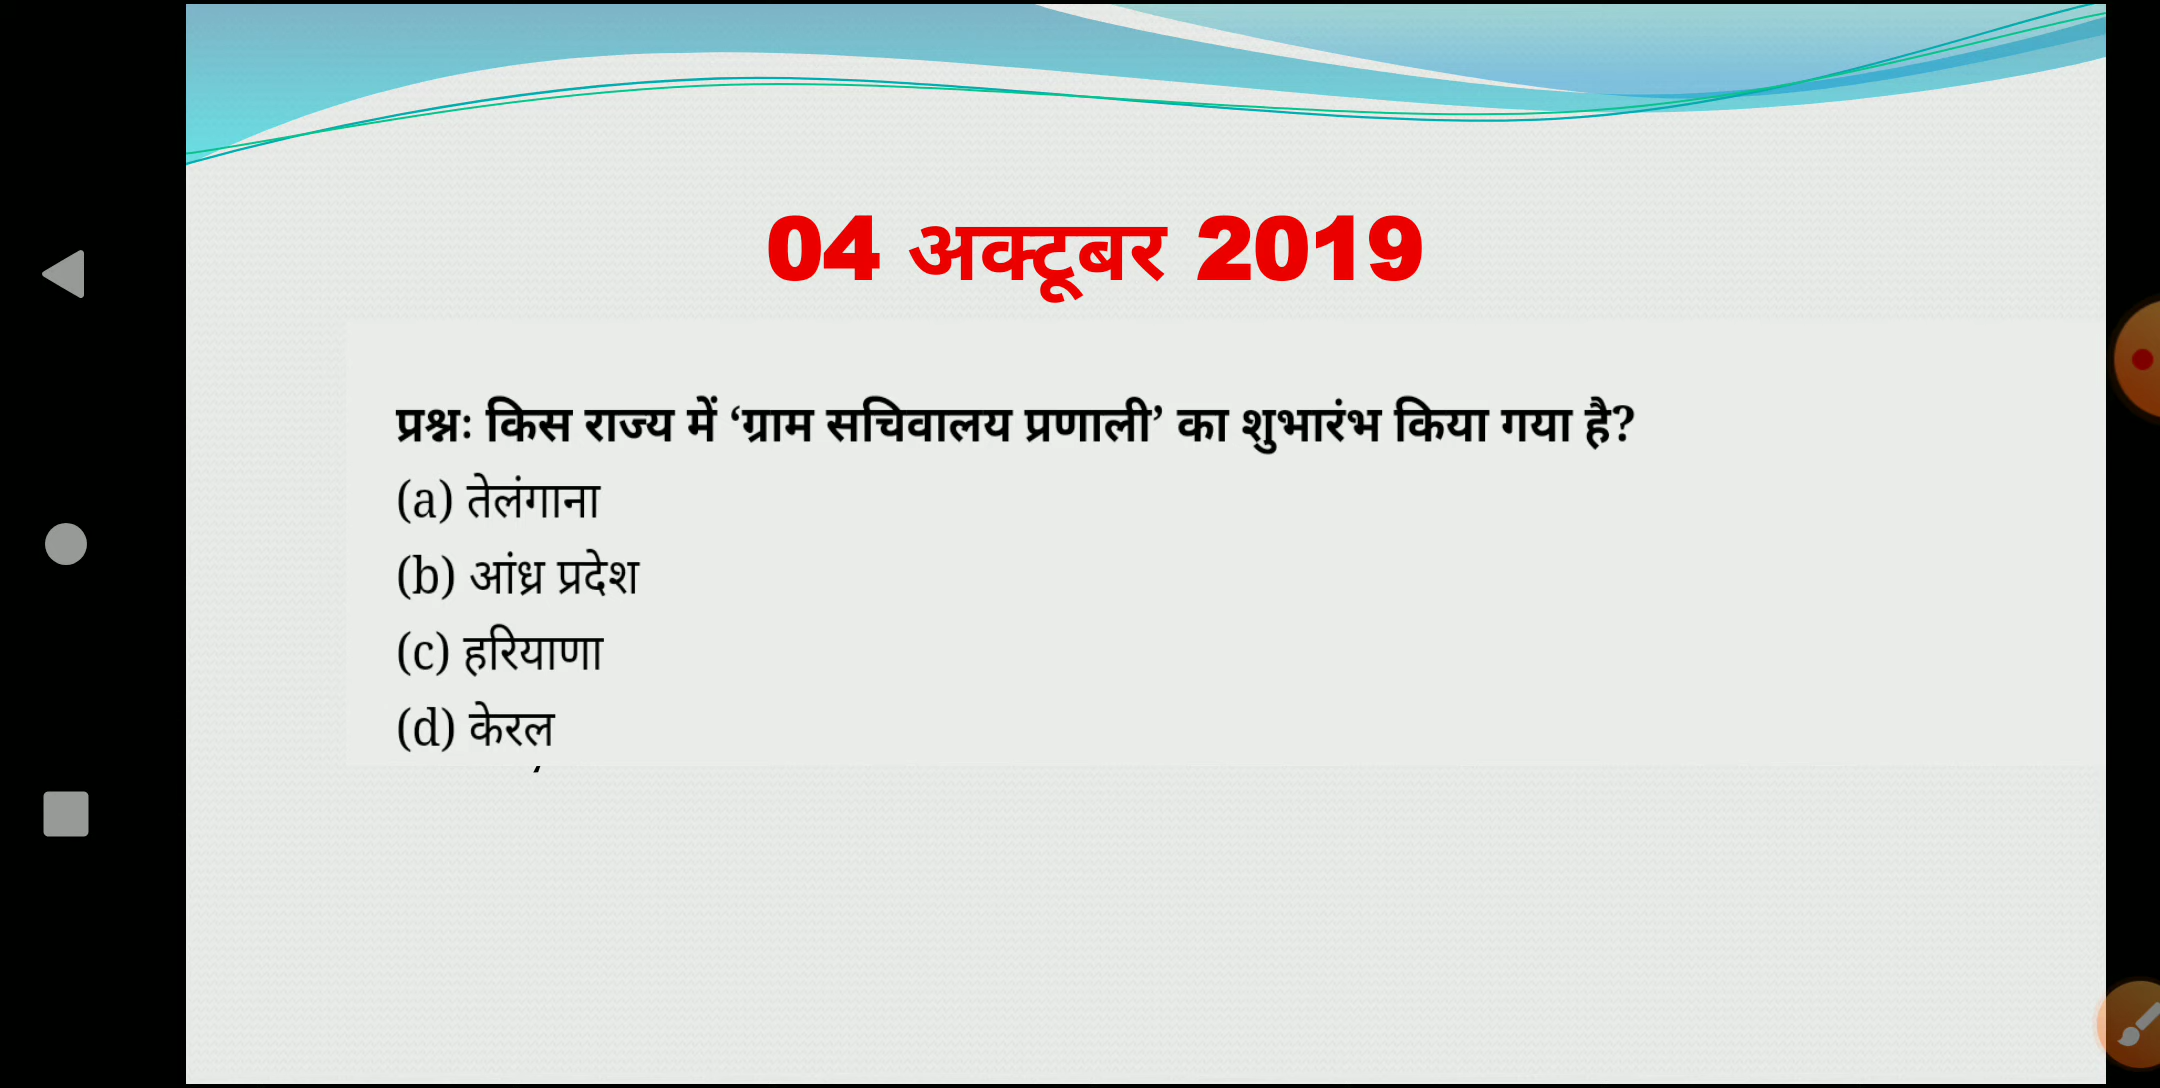 04 अक्टूबर 2019
प्रश्नः किस राज्य में ‘ग्राम सचिवालय प्रणाली’ का शुभारंभ किया गया है?
(a) तेलंगाना
(b) आंध्र प्रदेश
(c) हरियाणा
(d) केरल